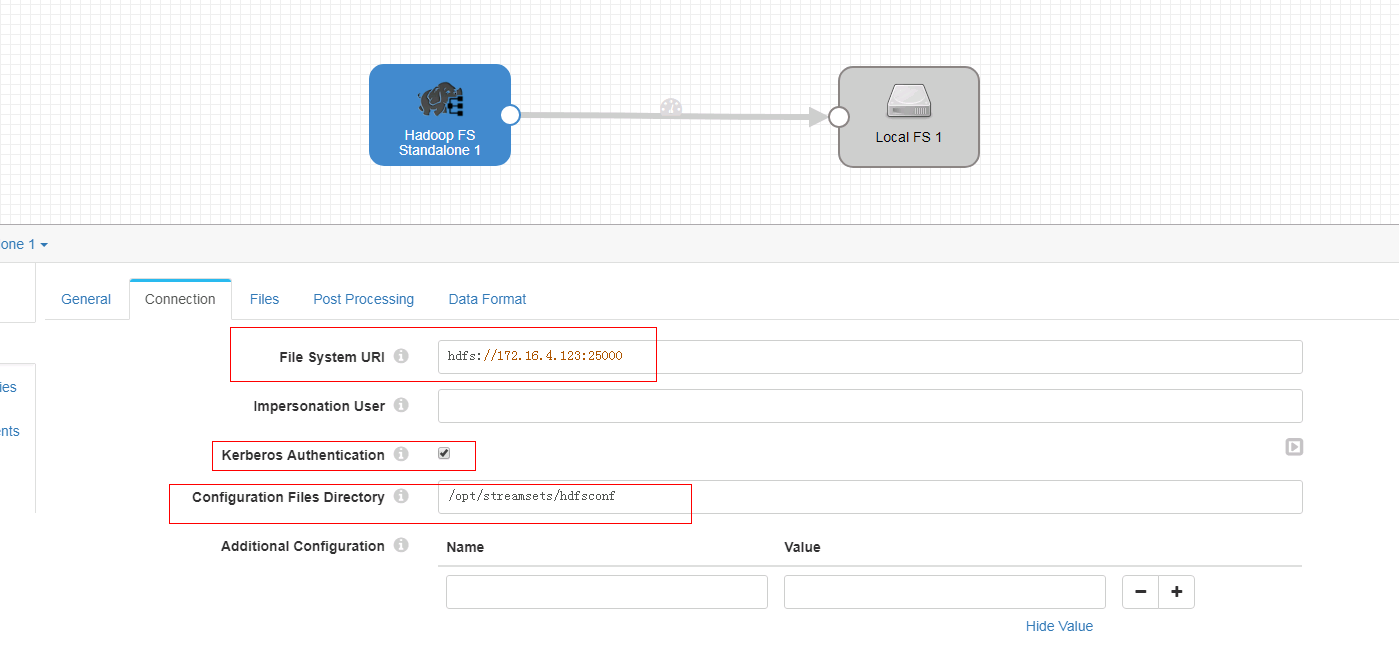 Hadoop FS
Standalone 1
Local FS 1
one 1
General Connection Files Post Processing Data Format
File System URI hdfs://172.16.4.123:25000
Impersonation User
ies
Kerberos Authentication
ents
Configuration Files Directory /opt/streamsets/hdfsconf
Additional Configuration Name Value
Hide Value